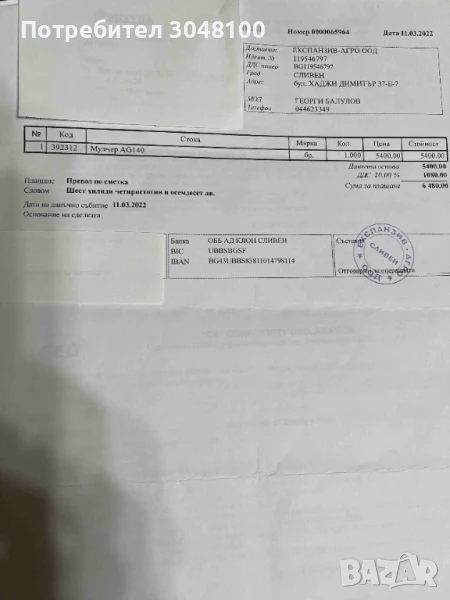 Потребител 3048100
Номер 0000065964 Дата 11.03.2022
Доставчик ЕКСПАНЗИВ-АГРО ООД
Идент. № 119546797
ДДС номер BG119546797
Град СЛИВЕН
Адрес бул. ХАДЖИ ДИМИТЪР 37-Б-7
МОЛ ГЕОРГИ БАЛУЛОВ
Телефон 044623349
№ Код Стока Марка Кол. Цена Стойност
1 392312 Мулчер AG140 бр. 1.000 5400.00 5400.00
Данъчна основа 5400.00
ДДС 20.00 % 1080.00
Сума за плащане 6 480.00
Плащане: Превод по сметка
Словом Шест хиляди четиристотин и осемдесет лв.
Дата на данъчно събитие 11.03.2022
Основание на сделката
Банка ОББ АД КЛОН СЛИВЕН
BIC UBBSBGSF
IBAN BG43UBBS83811014798114
Съставил
ЕКСПАНЗИВ - АГРО
СЛИВЕН
ООД
Отговорен за операцията
BAZAR